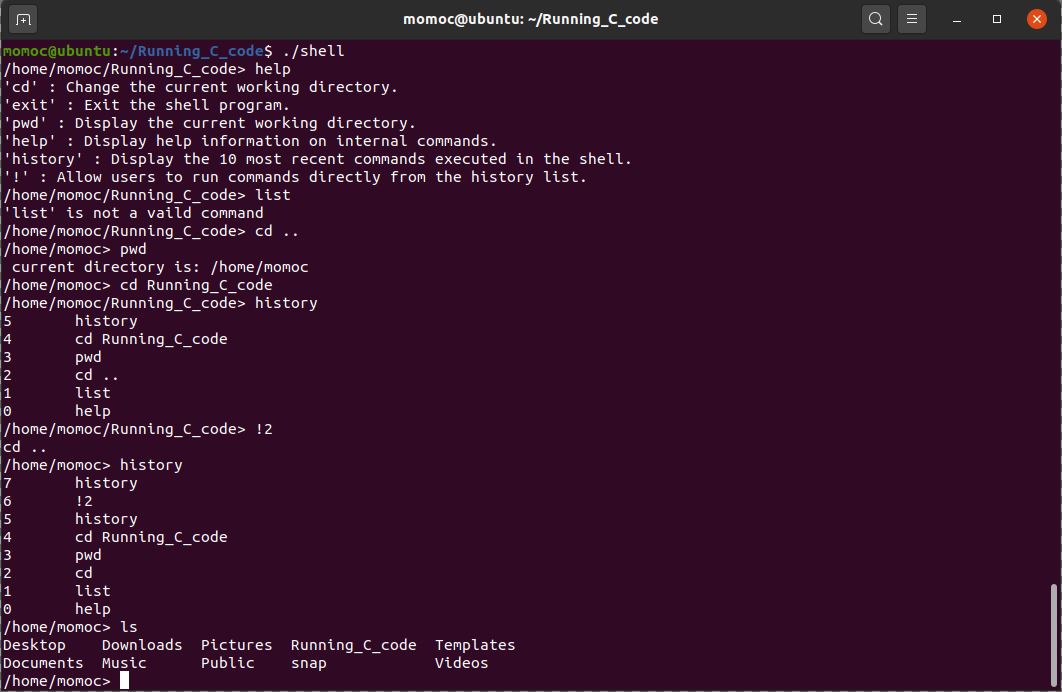 momoc@ubuntu: ~/Running_C_code
momoc@ubuntu:~/Running_C_code$ ./shell
/home/momoc/Running_C_code> help
'cd' : Change the current working directory.
'exit' : Exit the shell program.
'pwd' : Display the current working directory.
'help' : Display help information on internal commands.
'history' : Display the 10 most recent commands executed in the shell.
'!' : Allow users to run commands directly from the history list.
/home/momoc/Running_C_code> list
'list' is not a vaild command
/home/momoc/Running_C_code> cd ..
/home/momoc> pwd
 current directory is: /home/momoc
/home/momoc> cd Running_C_code
/home/momoc/Running_C_code> history
5       history
4       cd Running_C_code
3       pwd
2       cd ..
1       list
0       help
/home/momoc/Running_C_code> !2
cd ..
/home/momoc> history
7       history
6       !2
5       history
4       cd Running_C_code
3       pwd
2       cd
1       list
0       help
/home/momoc> ls
Desktop    Downloads  Pictures  Running_C_code  Templates
Documents  Music      Public    snap            Videos
/home/momoc>